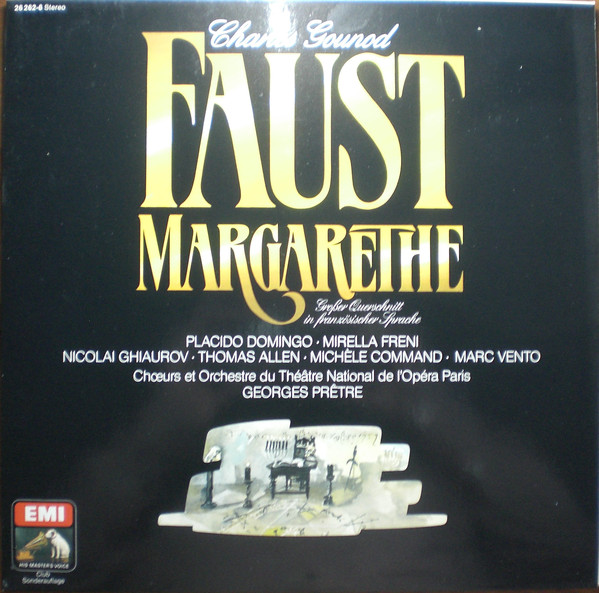 26 262-6 Stereo
Charles Gounod
FAUST
MARGARETHE
Großer Querschnitt
in französischer Sprache
PLACIDO DOMINGO · MIRELLA FRENI
NICOLAI GHIAUROV · THOMAS ALLEN · MICHÈLE COMMAND · MARC VENTO
Chœurs et Orchestre du Théâtre National de l'Opéra Paris
GEORGES PRÊTRE
EMI
HIS MASTER'S VOICE
Club
Sonderauflage